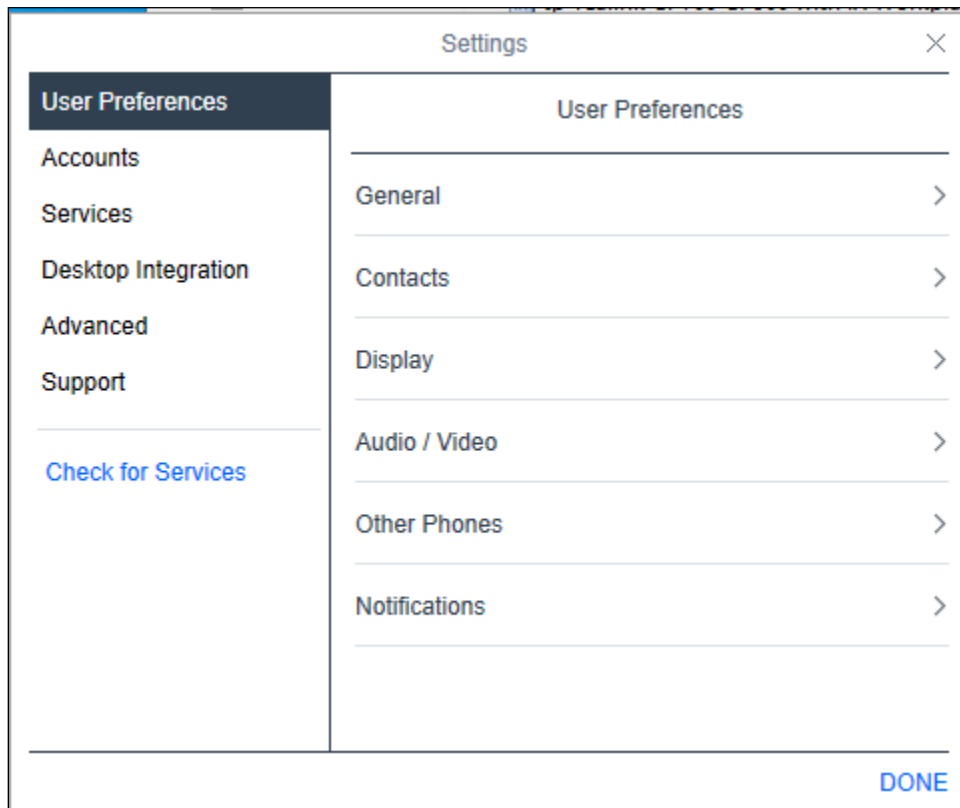 Settings
User Preferences
Accounts
Services
Desktop Integration
Advanced
Support
Check for Services
User Preferences
General
Contacts
Display
Audio / Video
Other Phones
Notifications
DONE